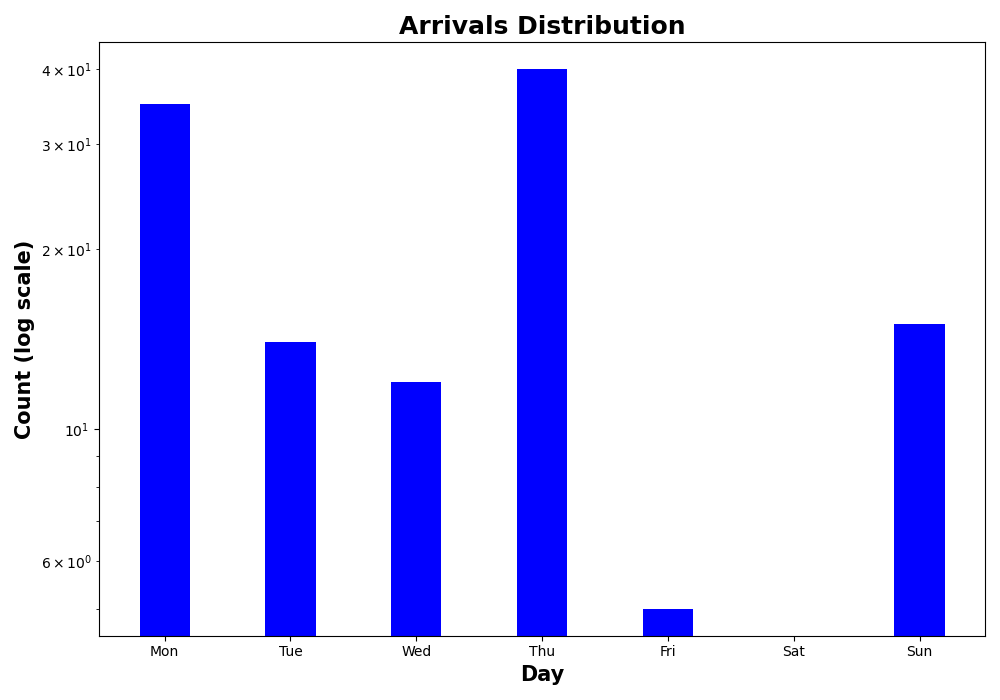 Arrivals Distribution
Count (log scale)
4 × 10¹
3 × 10¹
2 × 10¹
10¹
6 × 10⁰
Mon Tue Wed Thu Fri Sat Sun
Day